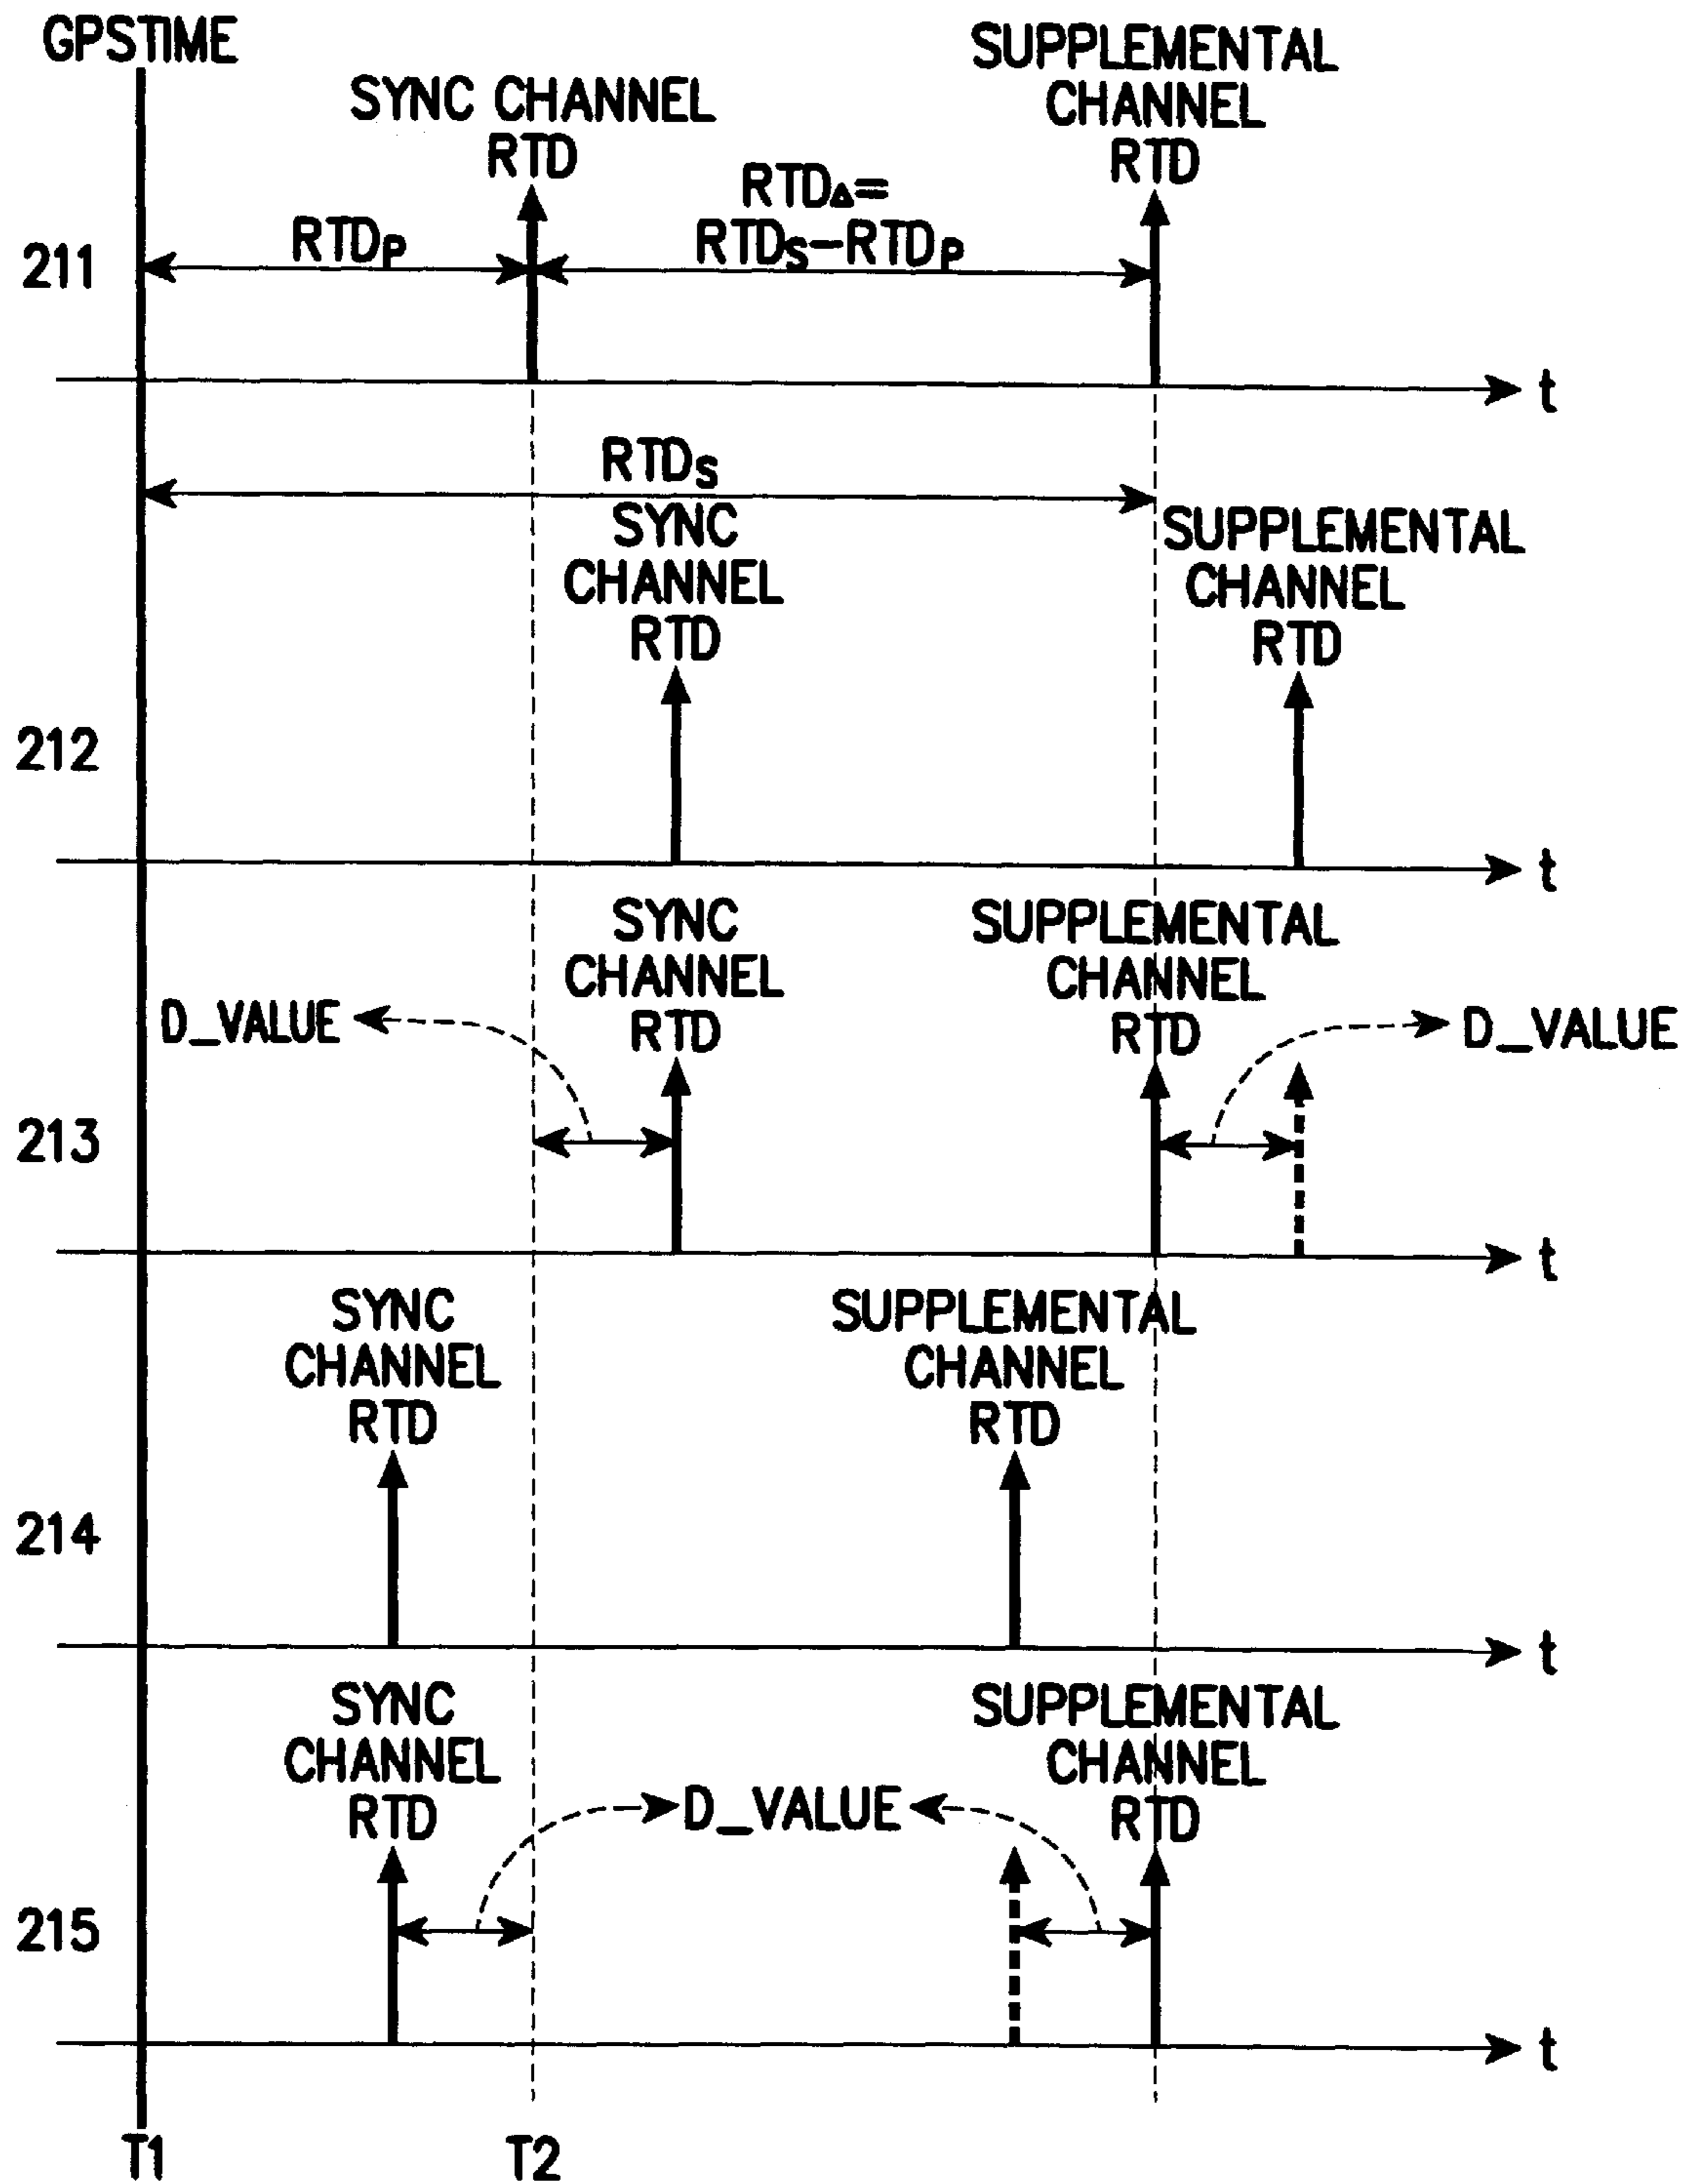 GPSTIME
SYNC CHANNEL
RTD
SUPPLEMENTAL
CHANNEL
RTD
211
RTDP
RTDΔ=
RTDS−RTDP
t
RTDS
SYNC
CHANNEL
RTD
SUPPLEMENTAL
CHANNEL
RTD
212
t
SYNC
CHANNEL
RTD
SUPPLEMENTAL
CHANNEL
RTD
D_VALUE
D_VALUE
213
t
SYNC
CHANNEL
RTD
SUPPLEMENTAL
CHANNEL
RTD
214
t
SYNC
CHANNEL
RTD
SUPPLEMENTAL
CHANNEL
RTD
D_VALUE
215
t
T1
T2